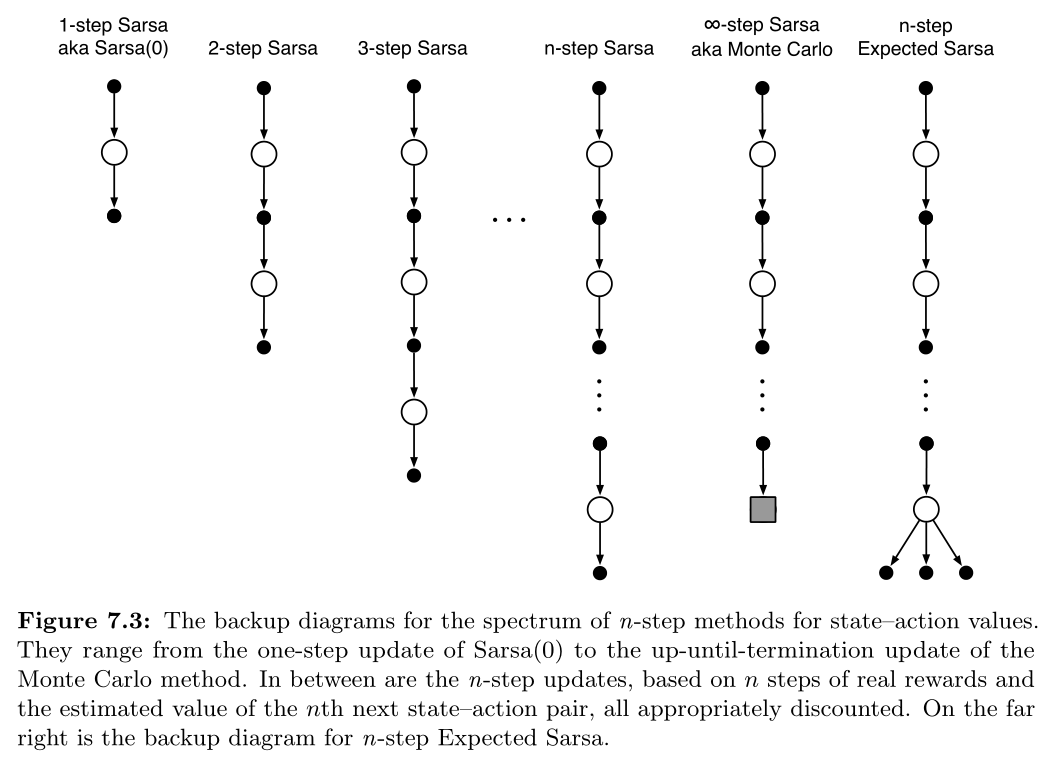 1-step Sarsa
aka Sarsa(0)
2-step Sarsa
3-step Sarsa
n-step Sarsa
∞-step Sarsa
aka Monte Carlo
n-step
Expected Sarsa
Figure 7.3: The backup diagrams for the spectrum of n-step methods for state–action values.
They range from the one-step update of Sarsa(0) to the up-until-termination update of the
Monte Carlo method. In between are the n-step updates, based on n steps of real rewards and
the estimated value of the nth next state–action pair, all appropriately discounted. On the far
right is the backup diagram for n-step Expected Sarsa.